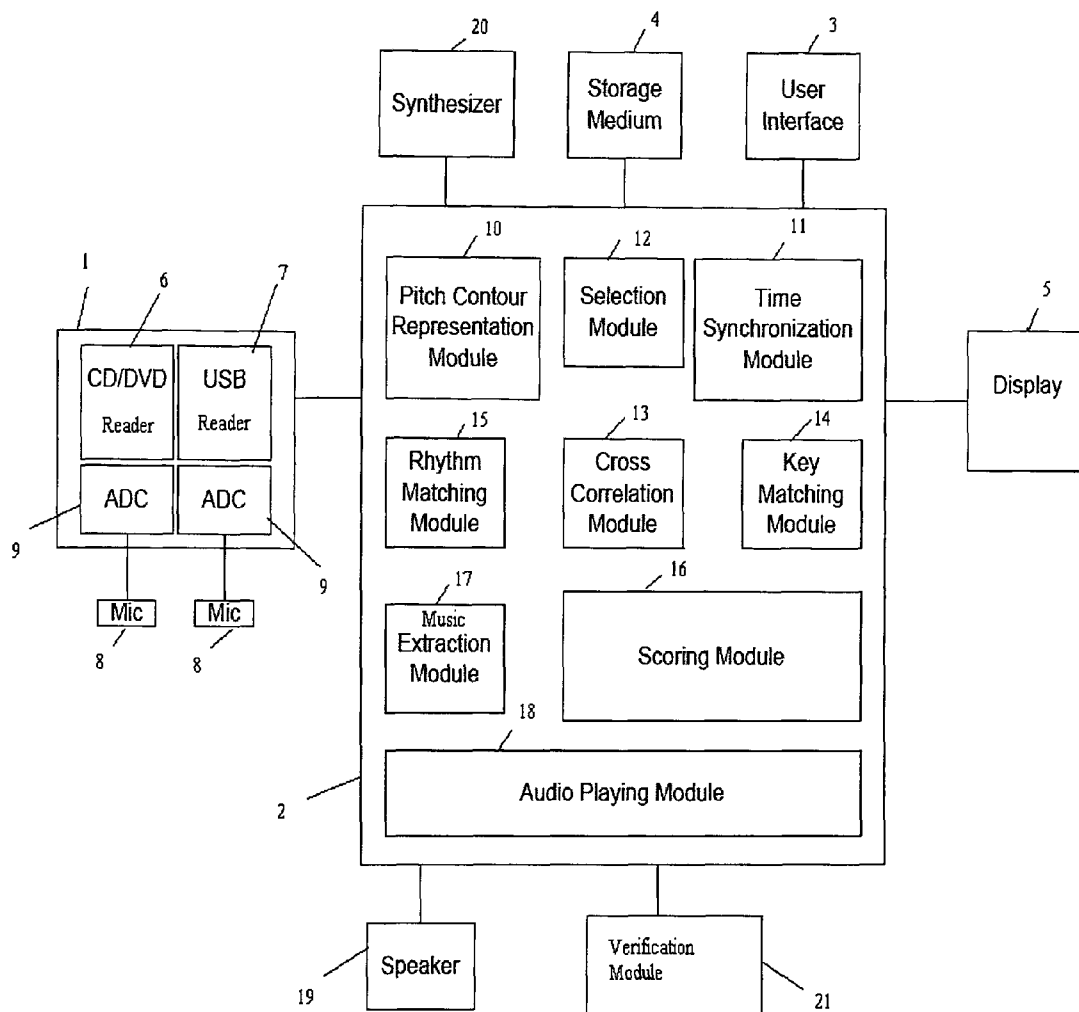 20
4
3
Synthesizer
Storage
Medium
User
Interface
10
12
11
Pitch Contour
Representation
Module
Selection
Module
Time
Synchronization
Module
1
6
7
CD/DVD
Reader
USB
Reader
ADC
ADC
9
9
Mic
Mic
8
8
5
Display
15
13
14
Rhythm
Matching
Module
Cross
Correlation
Module
Key
Matching
Module
17
16
Music
Extraction
Module
Scoring Module
18
Audio Playing Module
2
Speaker
19
Verification
Module
21